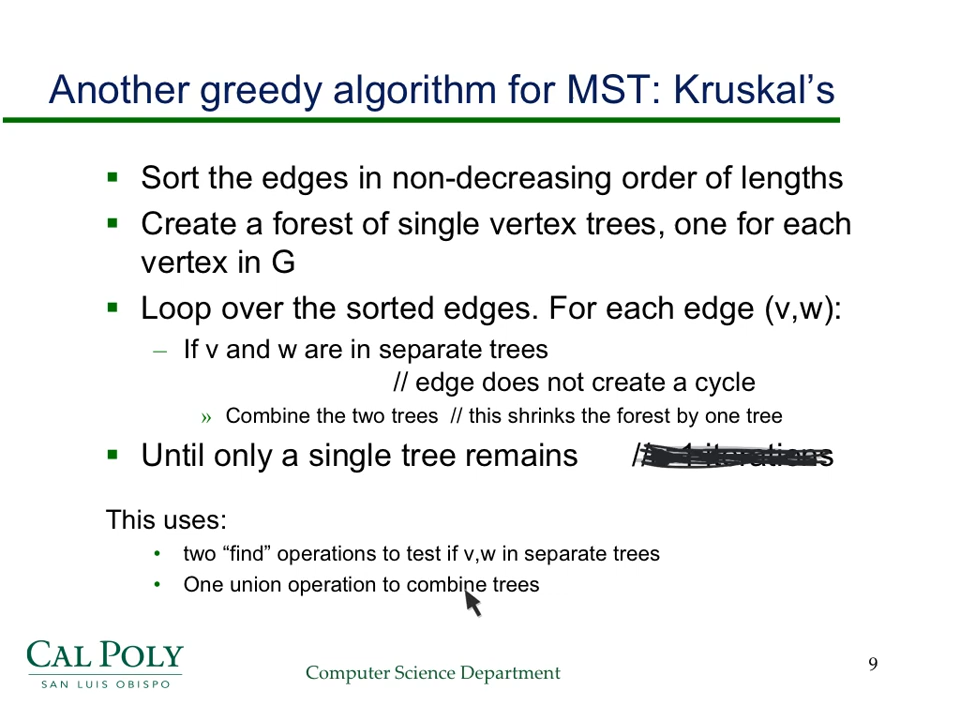 Another greedy algorithm for MST: Kruskal's
▪ Sort the edges in non-decreasing order of lengths
▪ Create a forest of single vertex trees, one for each
vertex in G
▪ Loop over the sorted edges. For each edge (v,w):
– If v and w are in separate trees
// edge does not create a cycle
» Combine the two trees // this shrinks the forest by one tree
▪ Until only a single tree remains //
This uses:
• two “find” operations to test if v,w in separate trees
• One union operation to combine trees
CAL POLY
SAN LUIS OBISPO
Computer Science Department
9